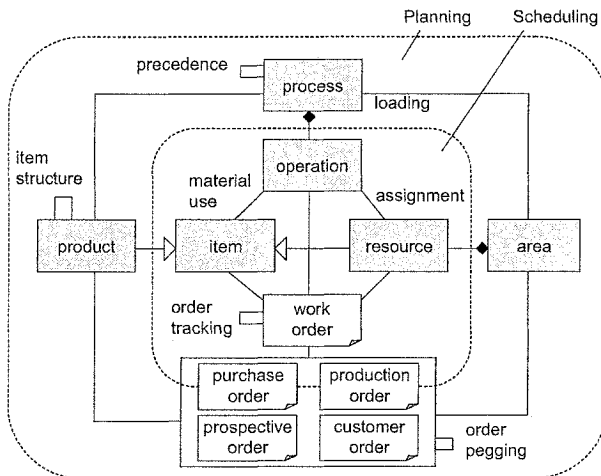 Planning
Scheduling
precedence
process
loading
item
structure
operation
material
use
assignment
product
item
resource
area
order
tracking
work
order
purchase
order
production
order
prospective
order
customer
order
order
pegging